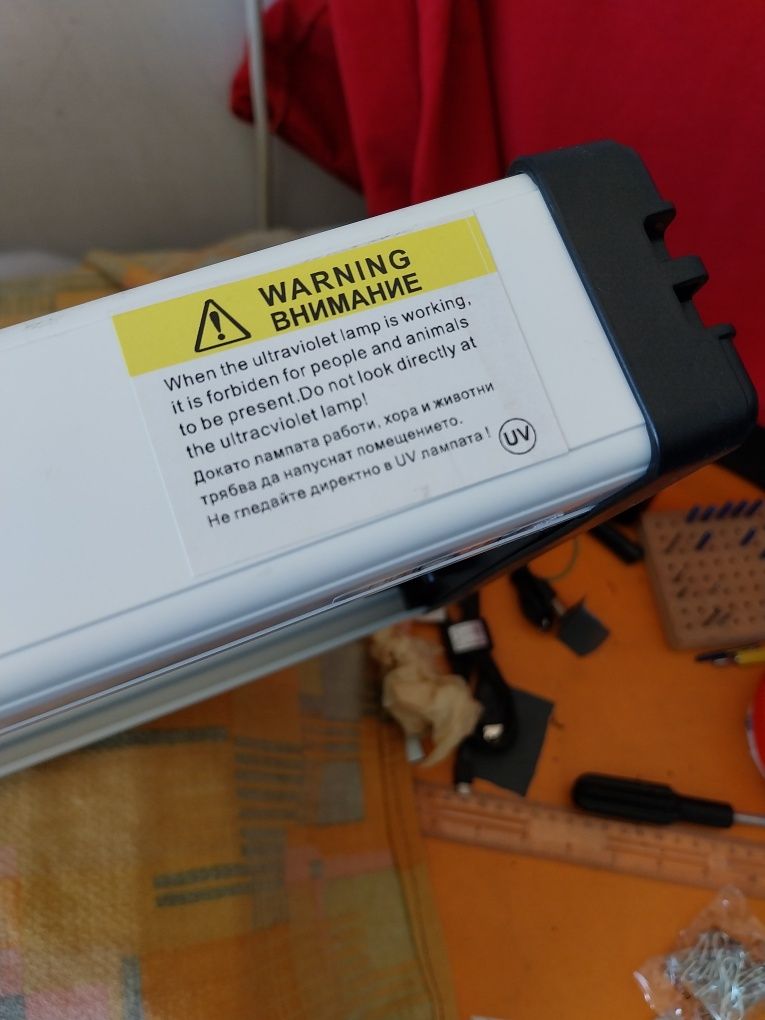 WARNING
ВНИМАНИЕ
When the ultraviolet lamp is working,
it is forbiden for people and animals
to be present.Do not look directly at
the ultracviolet lamp!
Докато лампата работи, хора и животни
трябва да напуснат помещението.
Не гледайте директно в UV лампата !
UV